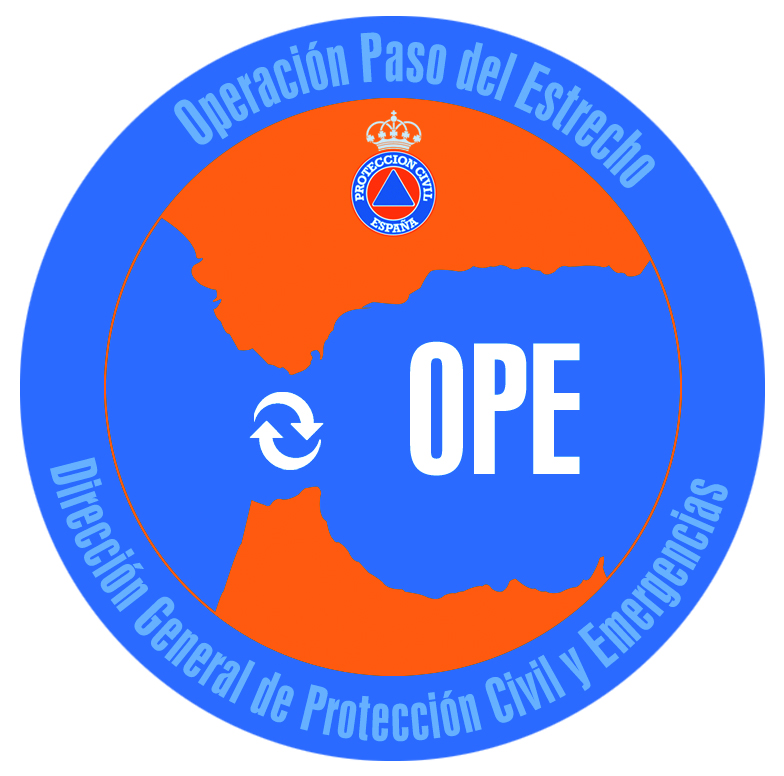 Operación Paso del Estrecho
PROTECCION CIVIL
ESPAÑA
OPE
Dirección General de Protección Civil y Emergencias